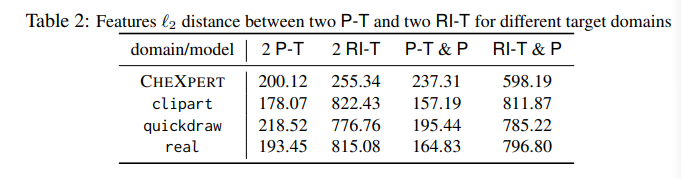 Table 2: Features ℓ2 distance between two P-T and two RI-T for different target domains
domain/model 2 P-T 2 RI-T P-T & P RI-T & P
CHEXPERT 200.12 255.34 237.31 598.19
clipart 178.07 822.43 157.19 811.87
quickdraw 218.52 776.76 195.44 785.22
real 193.45 815.08 164.83 796.80